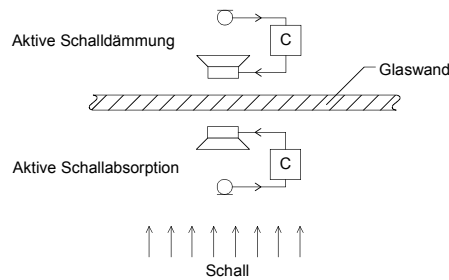 C
Aktive Schalldämmung
Glaswand
Aktive Schallabsorption
C
Schall